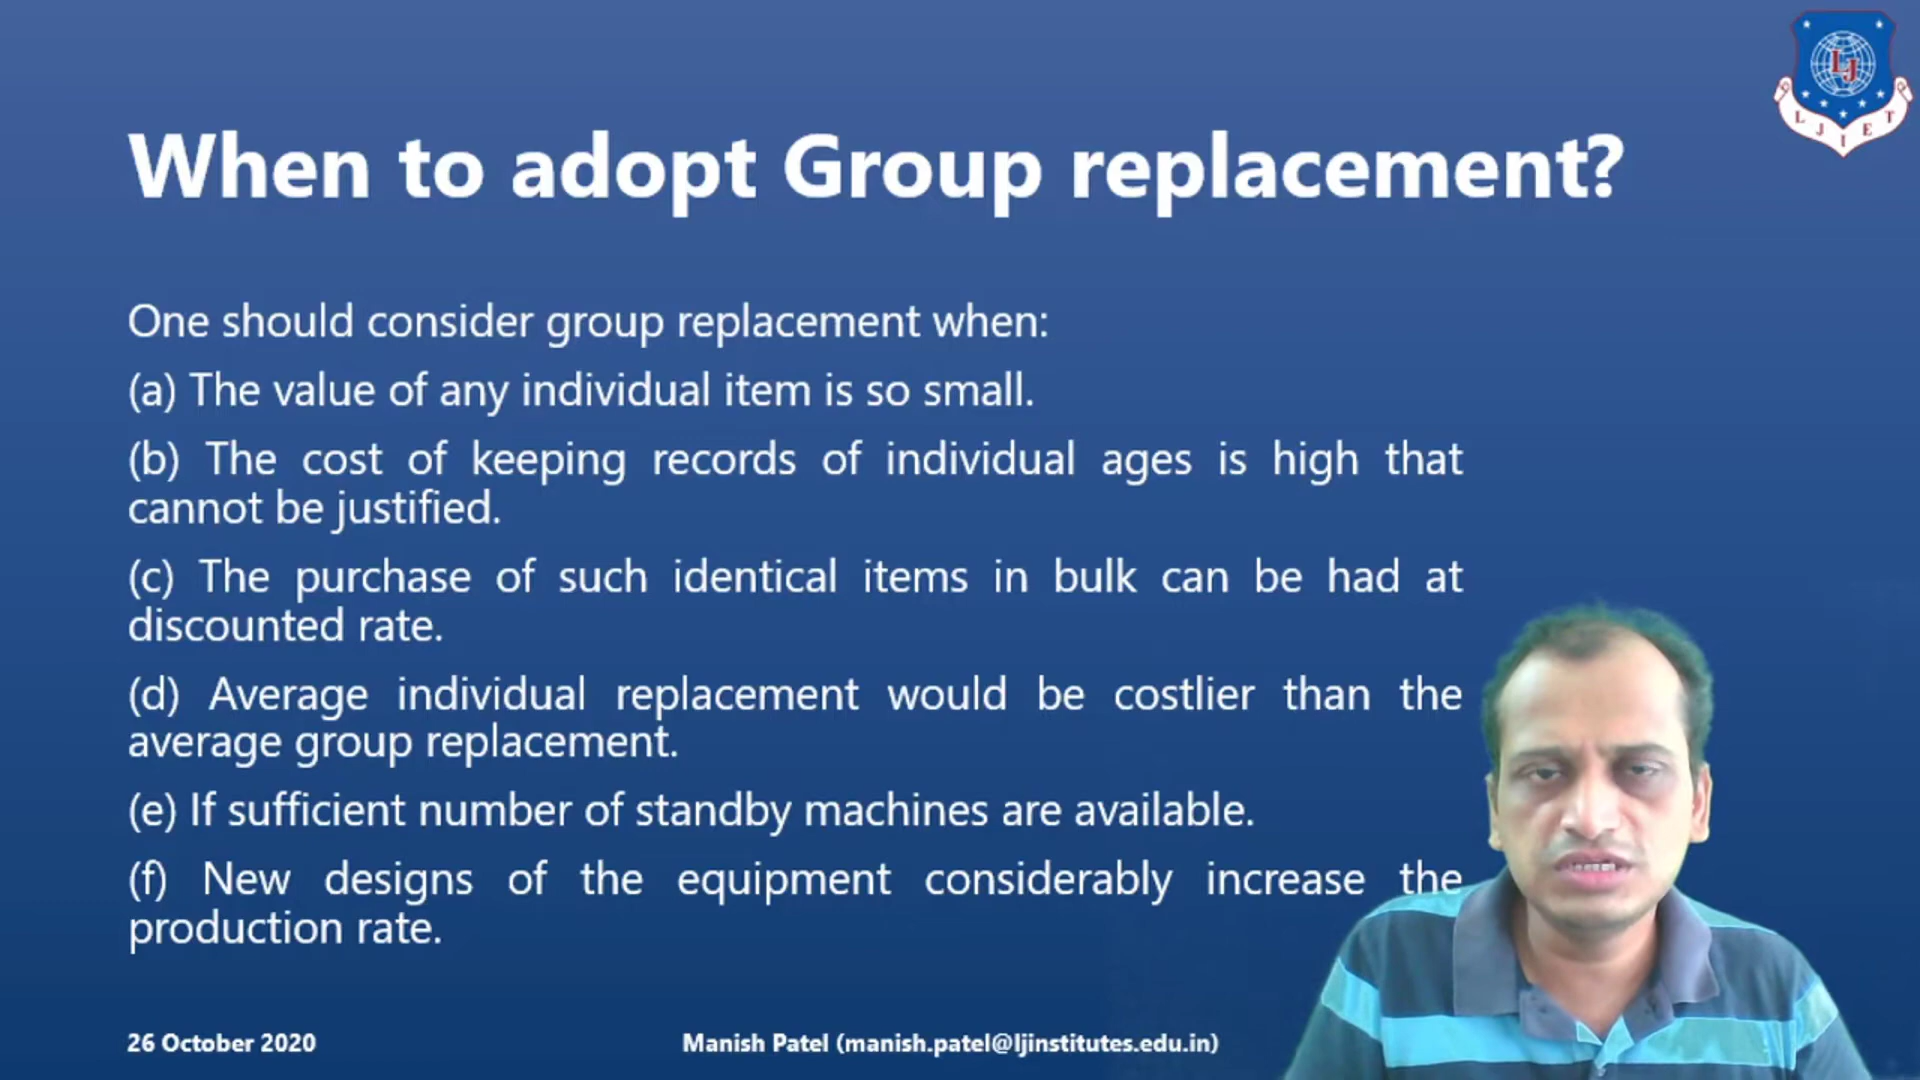 LJ
L J I E T
When to adopt Group replacement?
One should consider group replacement when:
(a) The value of any individual item is so small.
(b) The cost of keeping records of individual ages is high that
cannot be justified.
(c) The purchase of such identical items in bulk can be had at
discounted rate.
(d) Average individual replacement would be costlier than the
average group replacement.
(e) If sufficient number of standby machines are available.
(f) New designs of the equipment considerably increase the
production rate.
26 October 2020
Manish Patel (manish.patel@ljinstitutes.edu.in)